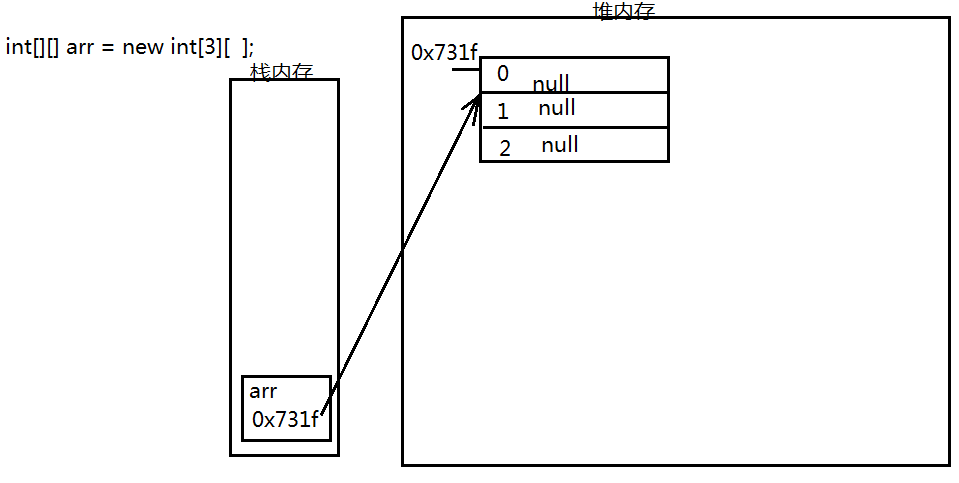 堆内存
int[][] arr = new int[3][  ];
栈内存
0x731f
0 null
1 null
2 null
arr
0x731f